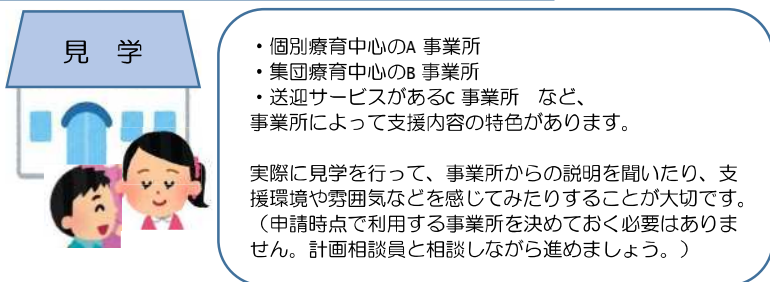 見 学
・個別療育中心のA 事業所
・集団療育中心のB 事業所
・送迎サービスがあるC 事業所　など、
事業所によって支援内容の特色があります。
実際に見学を行って、事業所からの説明を聞いたり、支
援環境や雰囲気などを感じてみたりすることが大切です。
（申請時点で利用する事業所を決めておく必要はありま
せん。計画相談員と相談しながら進めましょう。）